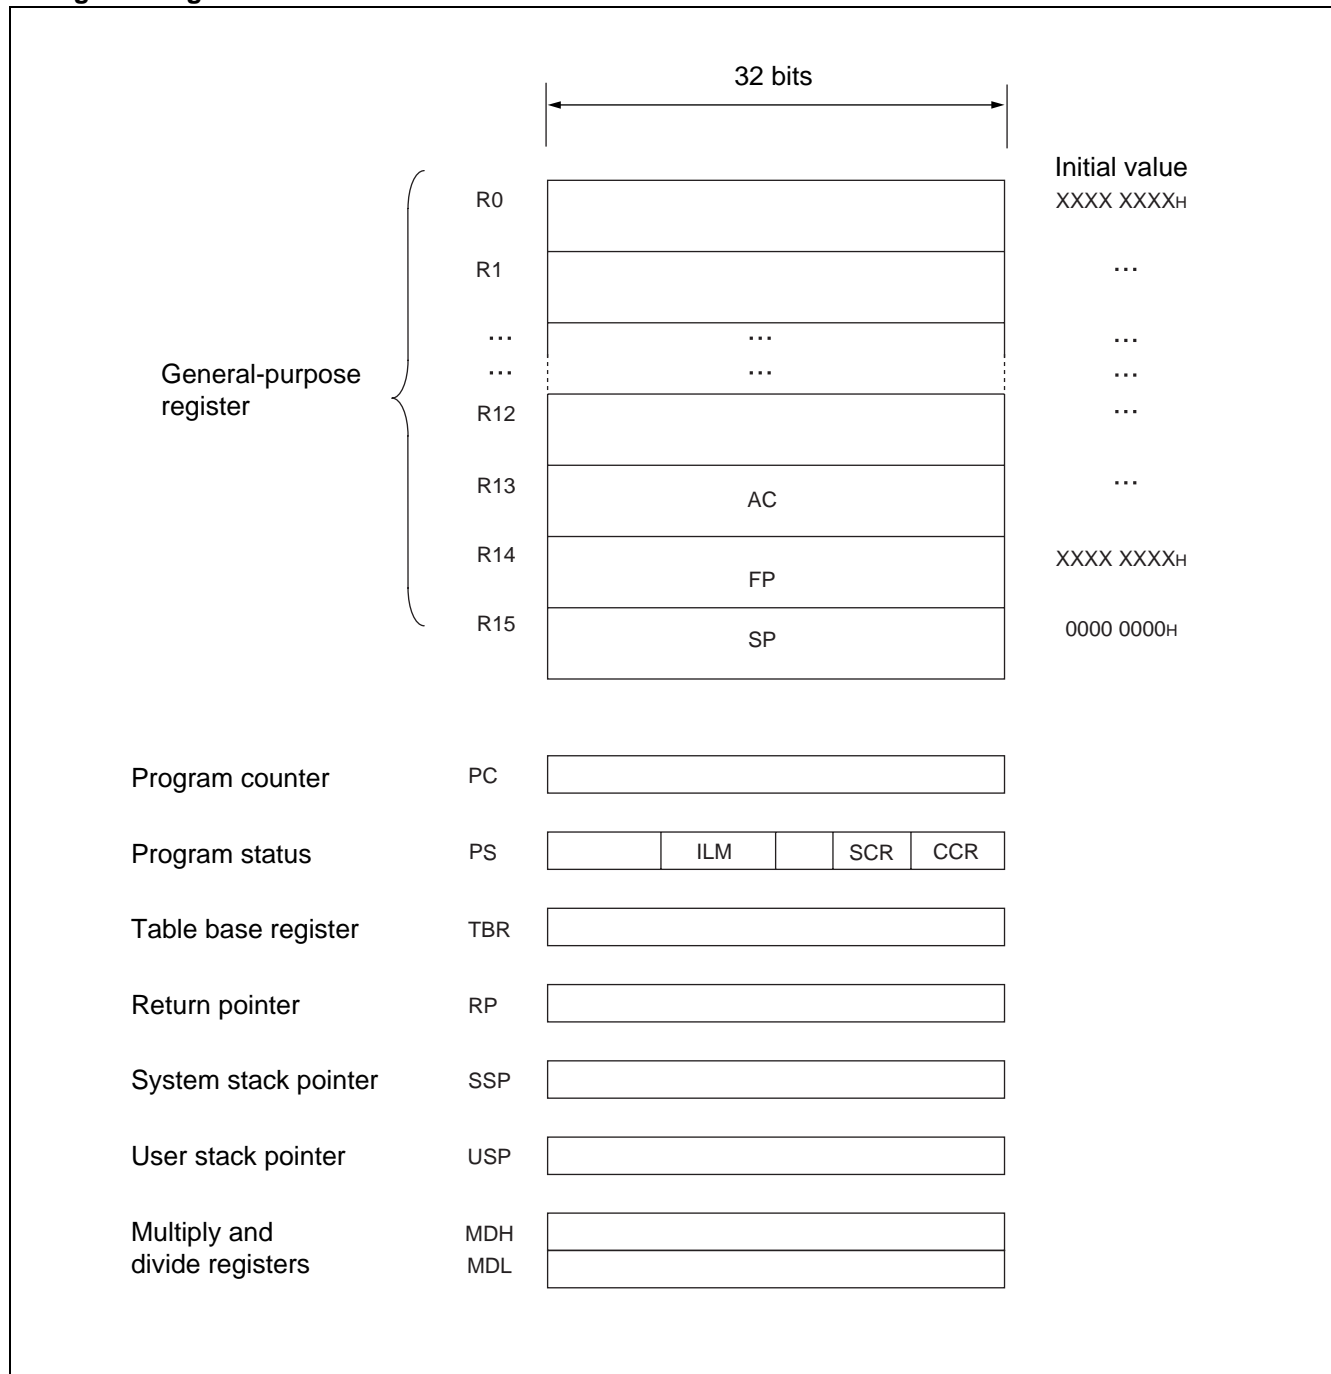 32 bits
Initial value
R0 XXXX XXXXH
R1 ...
... ... ...
... ... ...
General-purpose
register
R12 ...
R13 AC ...
R14 FP XXXX XXXXH
R15 SP 0000 0000H
Program counter PC
Program status PS ILM SCR CCR
Table base register TBR
Return pointer RP
System stack pointer SSP
User stack pointer USP
Multiply and MDH
divide registers MDL